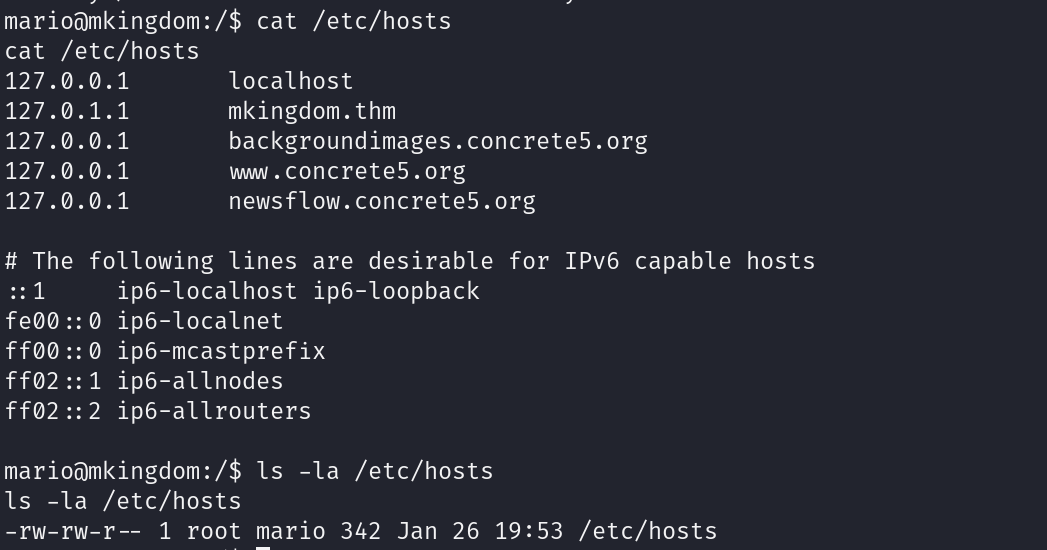 mario@mkingdom:/$ cat /etc/hosts
cat /etc/hosts
127.0.0.1       localhost
127.0.1.1       mkingdom.thm
127.0.0.1       backgroundimages.concrete5.org
127.0.0.1       www.concrete5.org
127.0.0.1       newsflow.concrete5.org
# The following lines are desirable for IPv6 capable hosts
::1     ip6-localhost ip6-loopback
fe00::0 ip6-localnet
ff00::0 ip6-mcastprefix
ff02::1 ip6-allnodes
ff02::2 ip6-allrouters
mario@mkingdom:/$ ls -la /etc/hosts
ls -la /etc/hosts
-rw-rw-r-- 1 root mario 342 Jan 26 19:53 /etc/hosts